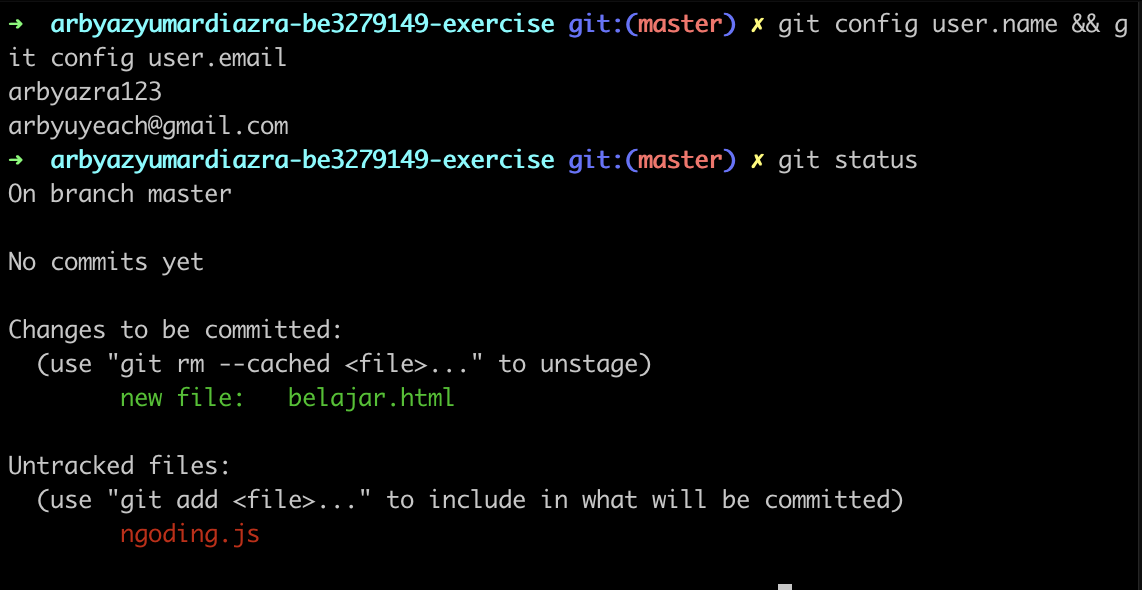 ➜  arbyazyumardiazra-be3279149-exercise git:(master) ✗ git config user.name && g
it config user.email
arbyazra123
arbyuyeach@gmail.com
➜  arbyazyumardiazra-be3279149-exercise git:(master) ✗ git status
On branch master
No commits yet
Changes to be committed:
  (use "git rm --cached <file>..." to unstage)
        new file:   belajar.html
Untracked files:
  (use "git add <file>..." to include in what will be committed)
        ngoding.js